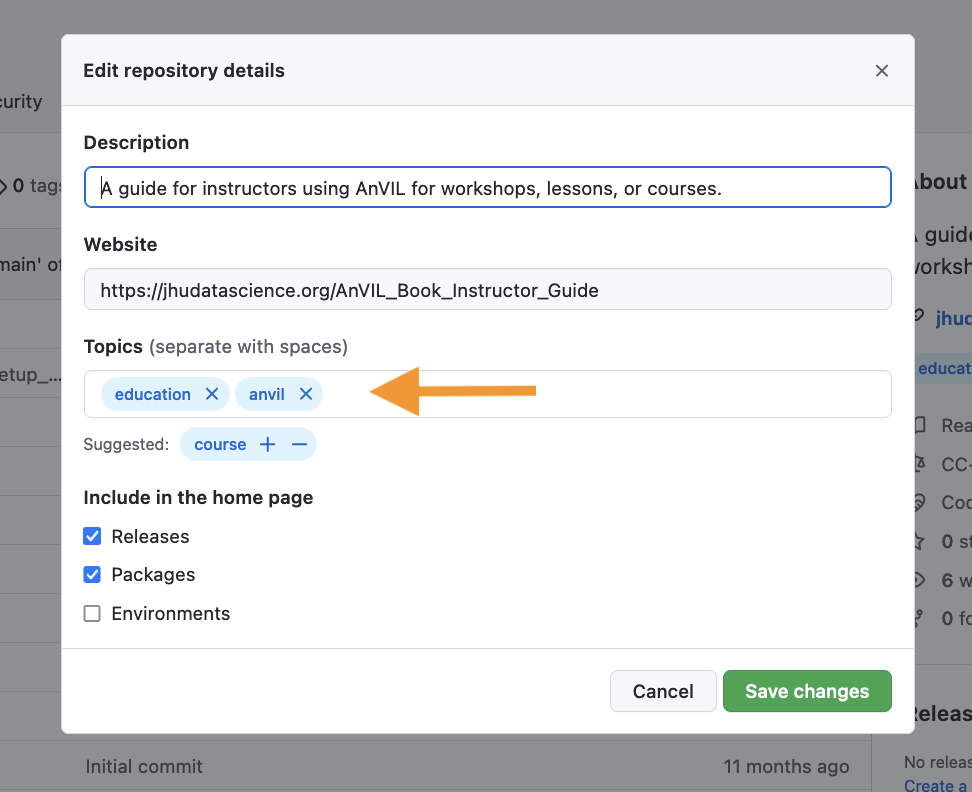 Edit repository details
Description
A guide for instructors using AnVIL for workshops, lessons, or courses.
Website
https://jhudatascience.org/AnVIL_Book_Instructor_Guide
Topics (separate with spaces)
education
anvil
Suggested: course
Include in the home page
Releases
Packages
Environments
Cancel
Save changes
curity
0 tags
main' of
etup_...
Initial commit
11 months ago
About
A guide
worksh
jhud
educat
Rea
CC-
Cod
0 st
6 w
0 fo
Releas
No releas
Create a